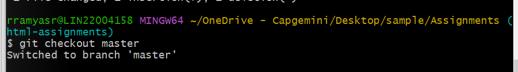 rramyasr@LIN22004158 MINGW64 ~/OneDrive - Capgemini/Desktop/sample/Assignments (
html-assignments)
$ git checkout master
Switched to branch 'master'